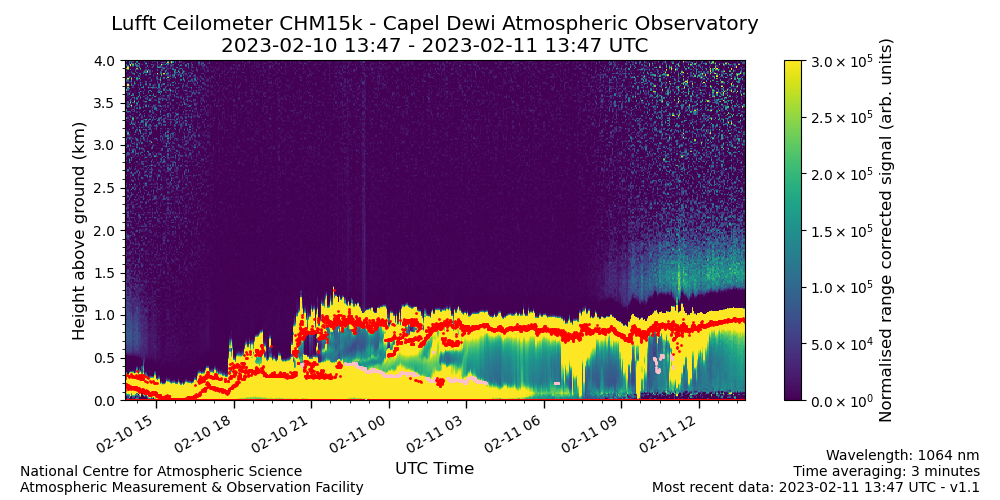 Lufft Ceilometer CHM15k - Capel Dewi Atmospheric Observatory
2023-02-10 13:47 - 2023-02-11 13:47 UTC
Height above ground (km)
4.0
3.5
3.0
2.5
2.0
1.5
1.0
0.5
0.0
02-10 15
02-10 18
02-10 21
02-11 00
02-11 03
02-11 06
02-11 09
02-11 12
UTC Time
3.0 × 10⁵
2.5 × 10⁵
2.0 × 10⁵
1.5 × 10⁵
1.0 × 10⁵
5.0 × 10⁴
0.0 × 10⁰
Normalised range corrected signal (arb. units)
National Centre for Atmospheric Science
Atmospheric Measurement & Observation Facility
Wavelength: 1064 nm
Time averaging: 3 minutes
Most recent data: 2023-02-11 13:47 UTC - v1.1